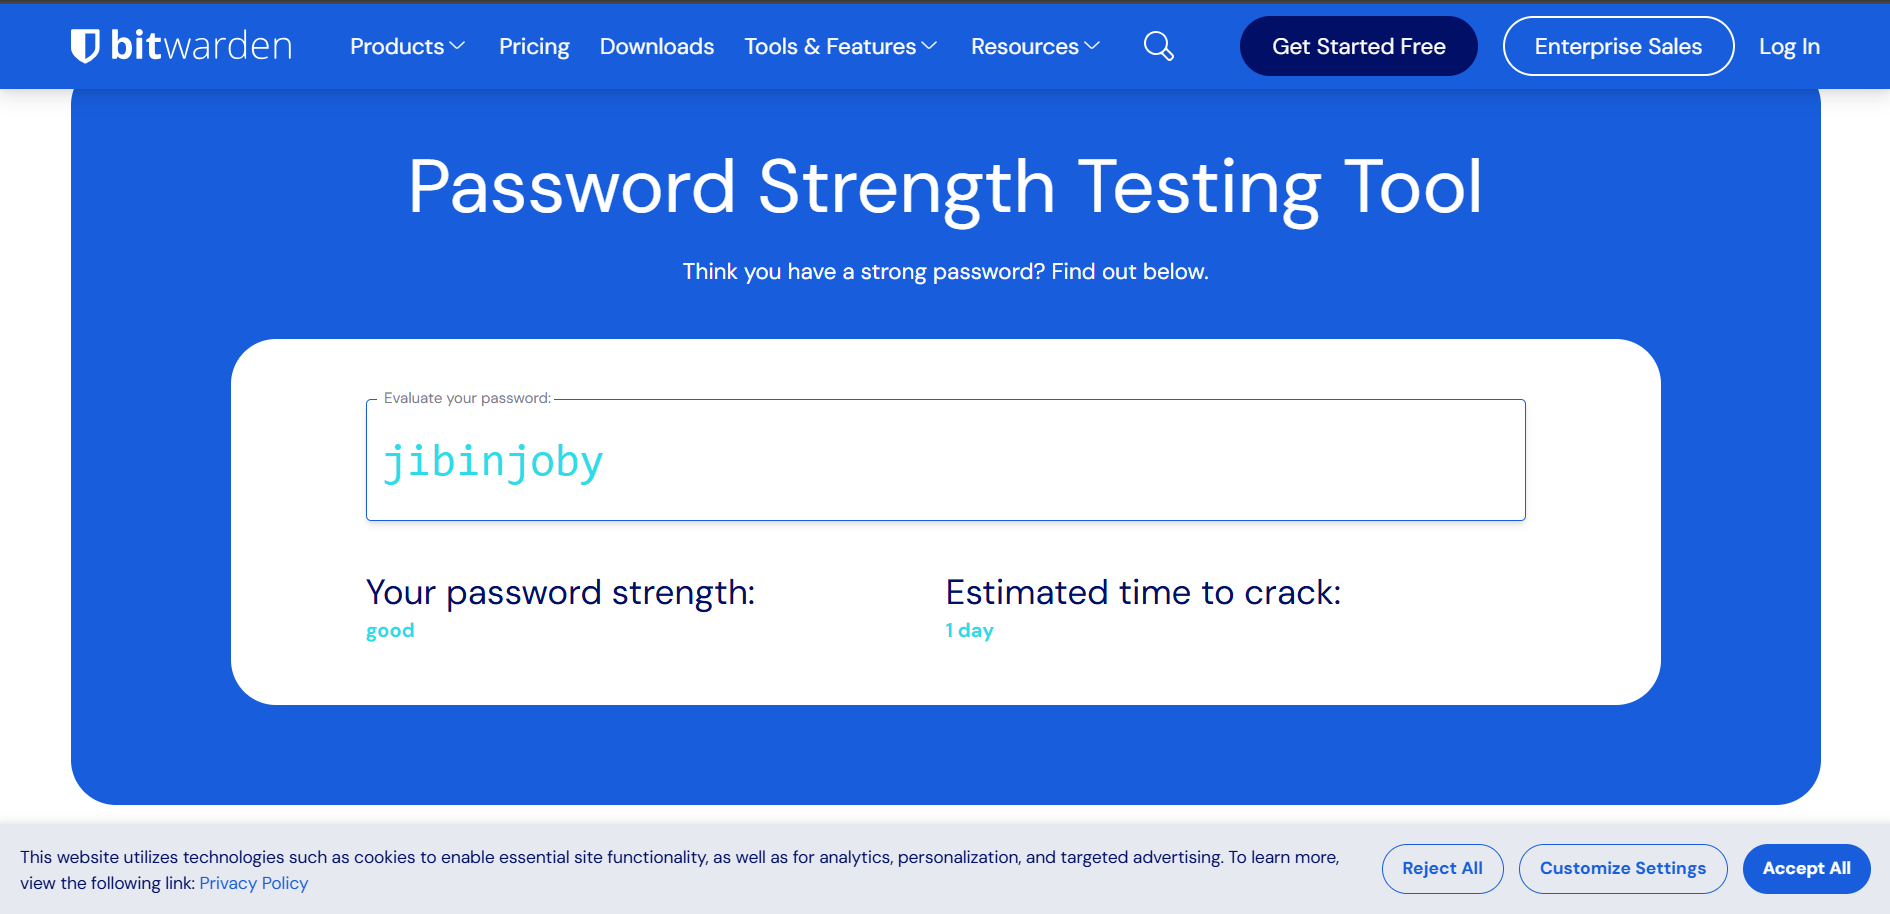 bitwarden Products Pricing Downloads Tools & Features Resources Get Started Free Enterprise Sales Log In
Password Strength Testing Tool
Think you have a strong password? Find out below.
Evaluate your password:
jibinjoby
Your password strength: Estimated time to crack:
good 1 day
This website utilizes technologies such as cookies to enable essential site functionality, as well as for analytics, personalization, and targeted advertising. To learn more,
view the following link: Privacy Policy
Reject All Customize Settings Accept All